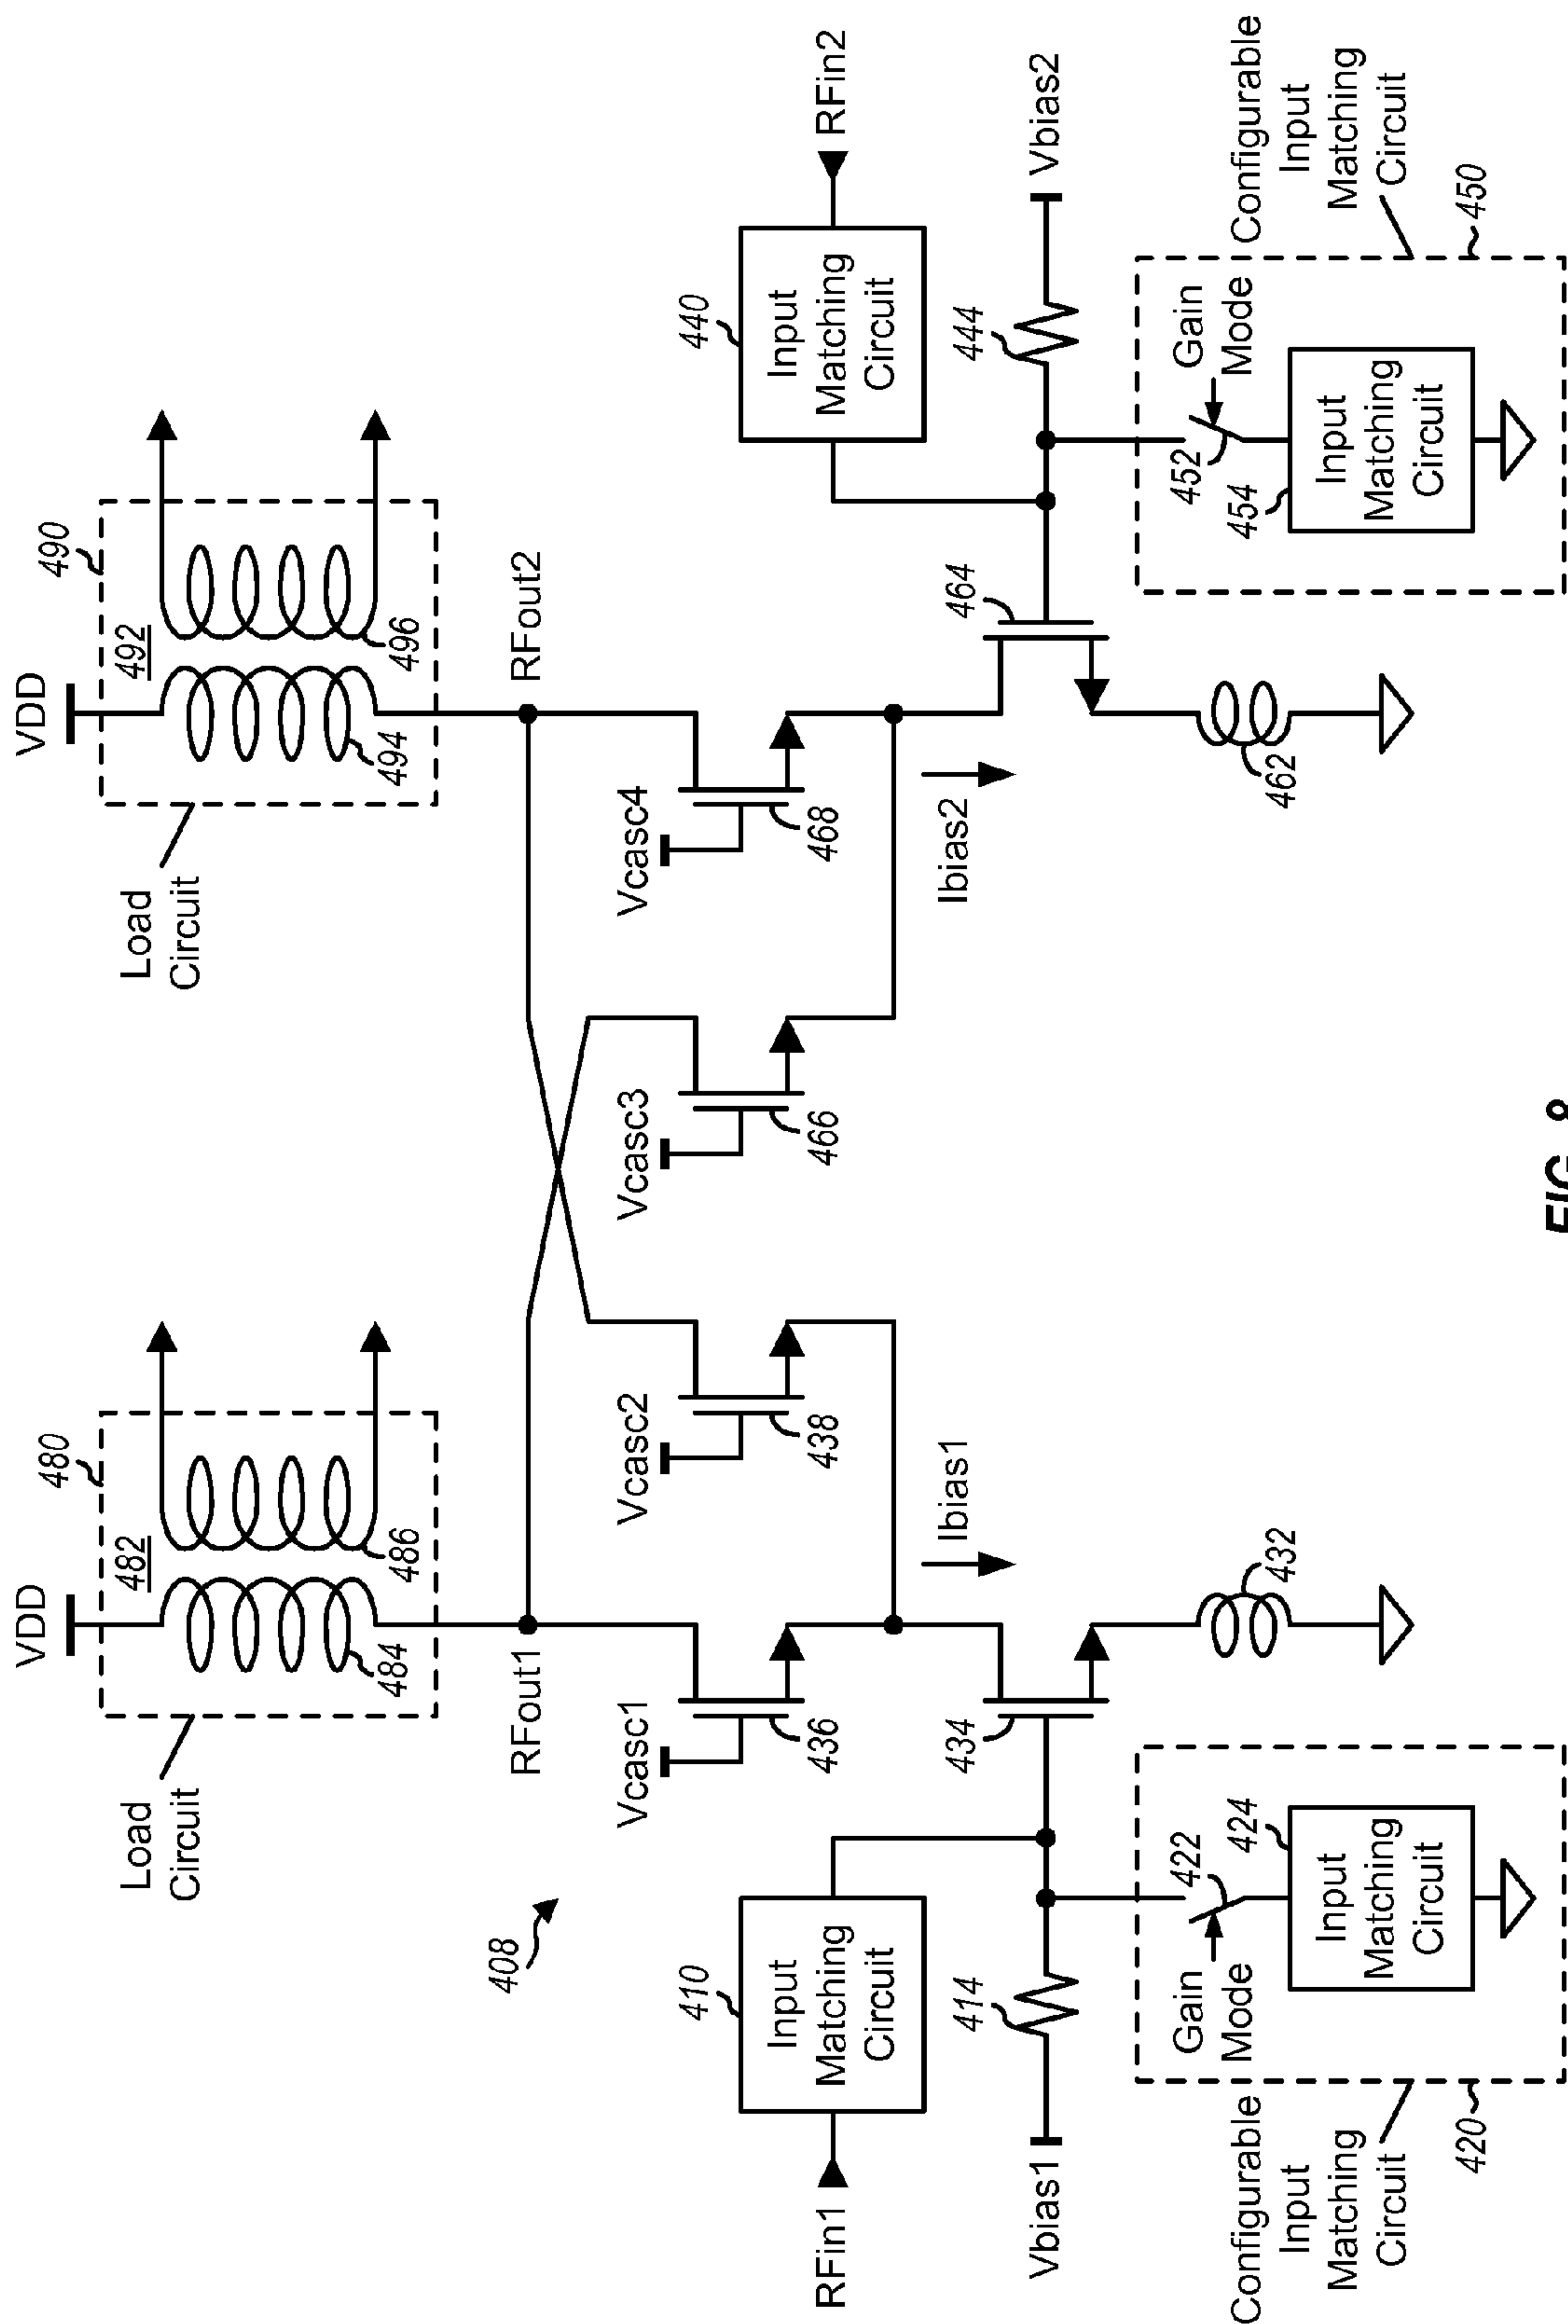 VDD
480
482
484
486
Load
Circuit
VDD
490
492
494
496
Load
Circuit
RFout1
RFout2
408
Vcasc1
436
Vcasc2
438
Vcasc3
466
Vcasc4
468
RFin1
410
Input
Matching
Circuit
Ibias1
Ibias2
440
Input
Matching
Circuit
RFin2
Vbias1
414
434
464
444
Vbias2
Configurable
Input
Matching
Circuit
420
Gain
Mode
422
424
Input
Matching
Circuit
432
462
Gain
Mode
452
454
Input
Matching
Circuit
Configurable
Input
Matching
Circuit
450
FIG. 8